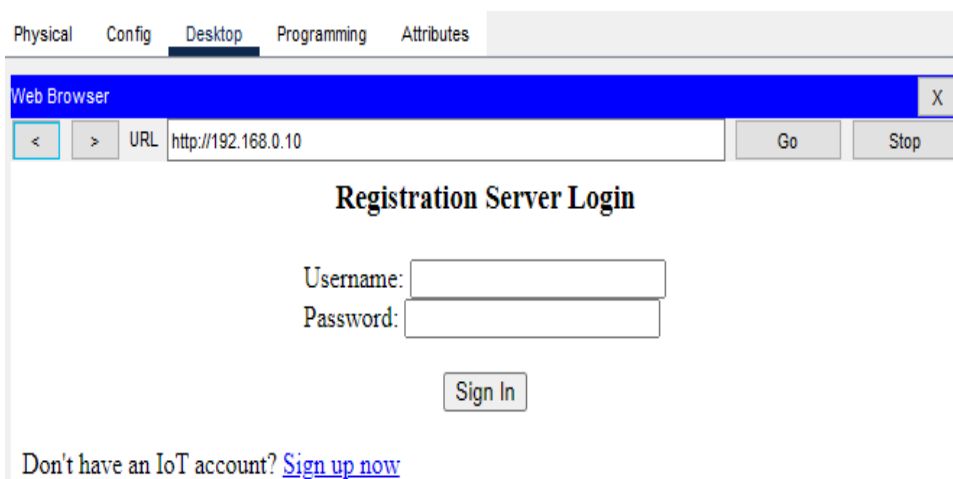 Physical Config Desktop Programming Attributes
Web Browser X
< > URL http://192.168.0.10 Go Stop
Registration Server Login
Username:
Password:
Sign In
Don't have an IoT account? Sign up now